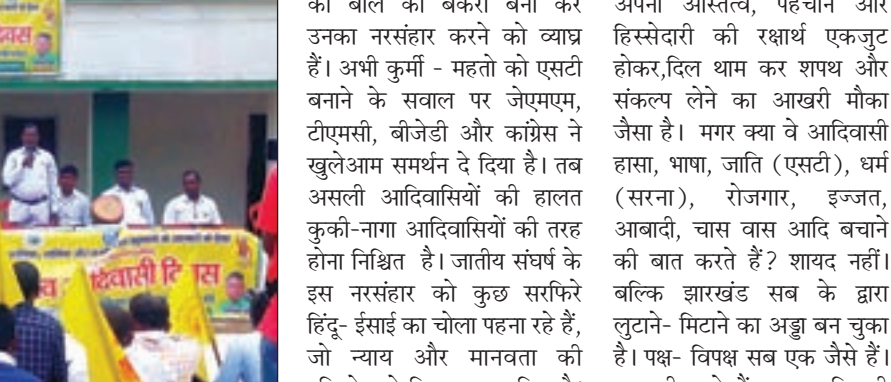 दिवस
दिवासी दि
स
को बलि का बकरा बना कर
उनका नरसंहार करने को व्याघ्र
हैं। अभी कुर्मी - महतो को एसटी
बनाने के सवाल पर जेएमएम,
टीएमसी, बीजेडी और कांग्रेस ने
खुलेआम समर्थन दे दिया है। तब
असली आदिवासियों की हालत
कुकी-नागा आदिवासियों की तरह
होना निश्चित है। जातीय संघर्ष के
इस नरसंहार को कुछ सरफिरे
हिंदू- ईसाई का चोला पहना रहे हैं,
जो न्याय और मानवता की
अपनी अस्तित्व, पहचान और
हिस्सेदारी की रक्षार्थ एकजुट
होकर,दिल थाम कर शपथ और
संकल्प लेने का आखरी मौका
जैसा है। मगर क्या वे आदिवासी
हासा, भाषा, जाति (एसटी), धर्म
(सरना), रोजगार, इज्जत,
आबादी, चास वास आदि बचाने
की बात करते हैं? शायद नहीं।
बल्कि झारखंड सब के द्वारा
लुटाने- मिटाने का अड्डा बन चुका
है। पक्ष- विपक्ष सब एक जैसे हैं।